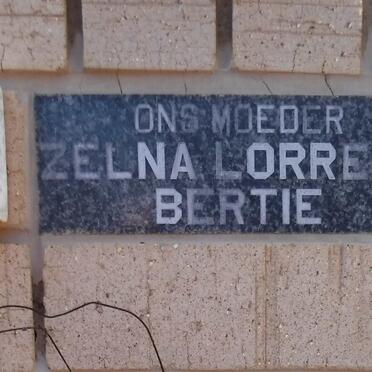 ONS MOEDER
ZELNA LORRE
BERTIE